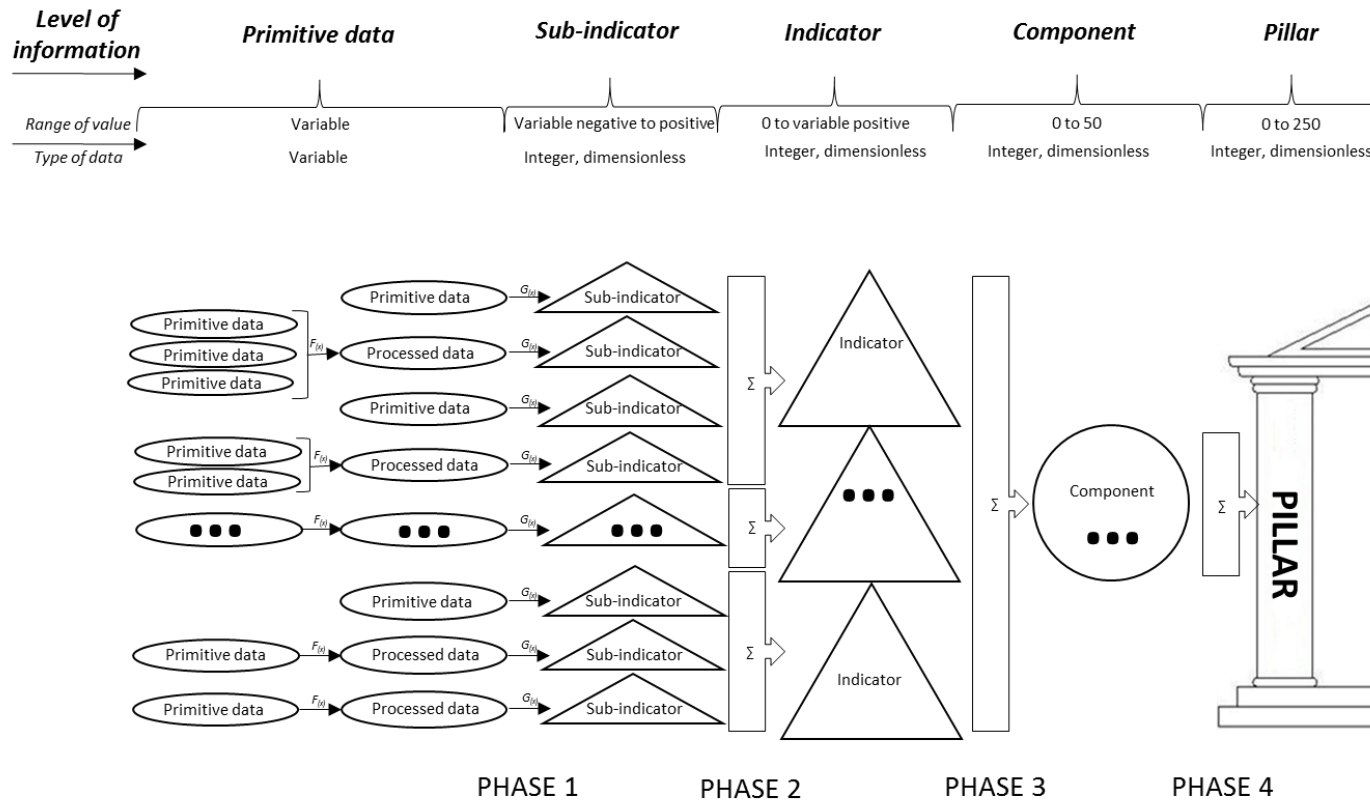 Level of
information
Primitive data
Sub-indicator
Indicator
Component
Pillar
Range of value
Variable
Variable negative to positive
0 to variable positive
0 to 50
0 to 250
Type of data
Variable
Integer, dimensionless
Integer, dimensionless
Integer, dimensionless
Integer, dimensionless
Primitive data
G(x)
Sub-indicator
Primitive data
Primitive data
Primitive data
F(x)
Processed data
G(x)
Sub-indicator
Primitive data
G(x)
Sub-indicator
Σ
Indicator
Primitive data
Primitive data
F(x)
Processed data
G(x)
Sub-indicator
F(x)
G(x)
Σ
Σ
Component
Σ
PILLAR
Primitive data
G(x)
Sub-indicator
Primitive data
F(x)
Processed data
G(x)
Sub-indicator
Σ
Indicator
Primitive data
F(x)
Processed data
G(x)
Sub-indicator
PHASE 1
PHASE 2
PHASE 3
PHASE 4